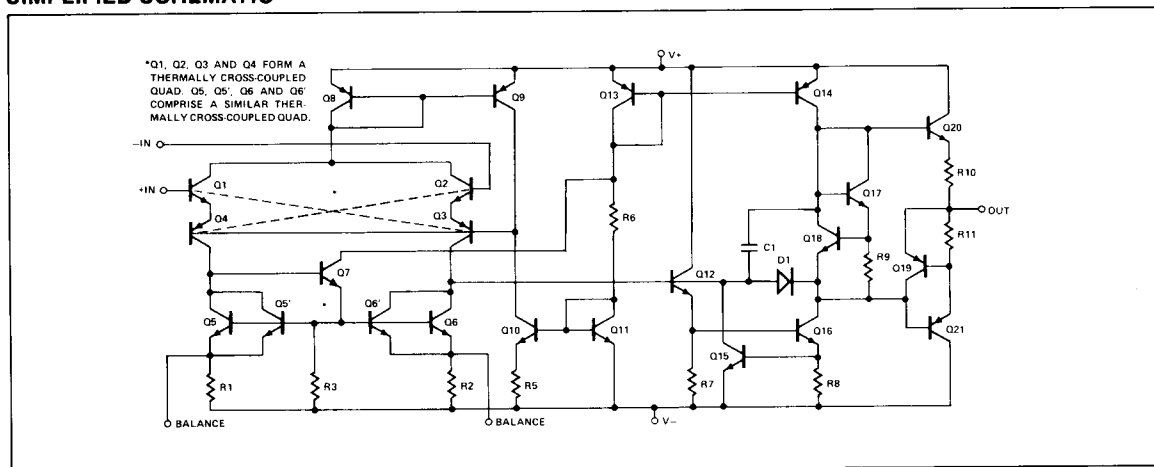 SIMPLIFIED SCHEMATIC
*Q1, Q2, Q3 AND Q4 FORM A
THERMALLY CROSS-COUPLED
QUAD. Q5, Q5', Q6 AND Q6'
COMPRISE A SIMILAR THER-
MALLY CROSS-COUPLED QUAD.
V+
Q8
Q9
Q13
Q14
Q20
-IN
+IN
Q1
*
Q2
Q17
R10
Q4
Q3
R6
OUT
C1
Q18
R11
D1
R9
Q19
Q7
Q12
*
Q5
Q5'
Q6'
Q6
Q10
Q11
Q16
Q21
Q15
R1
R3
R2
R5
R7
R8
BALANCE
BALANCE
V-